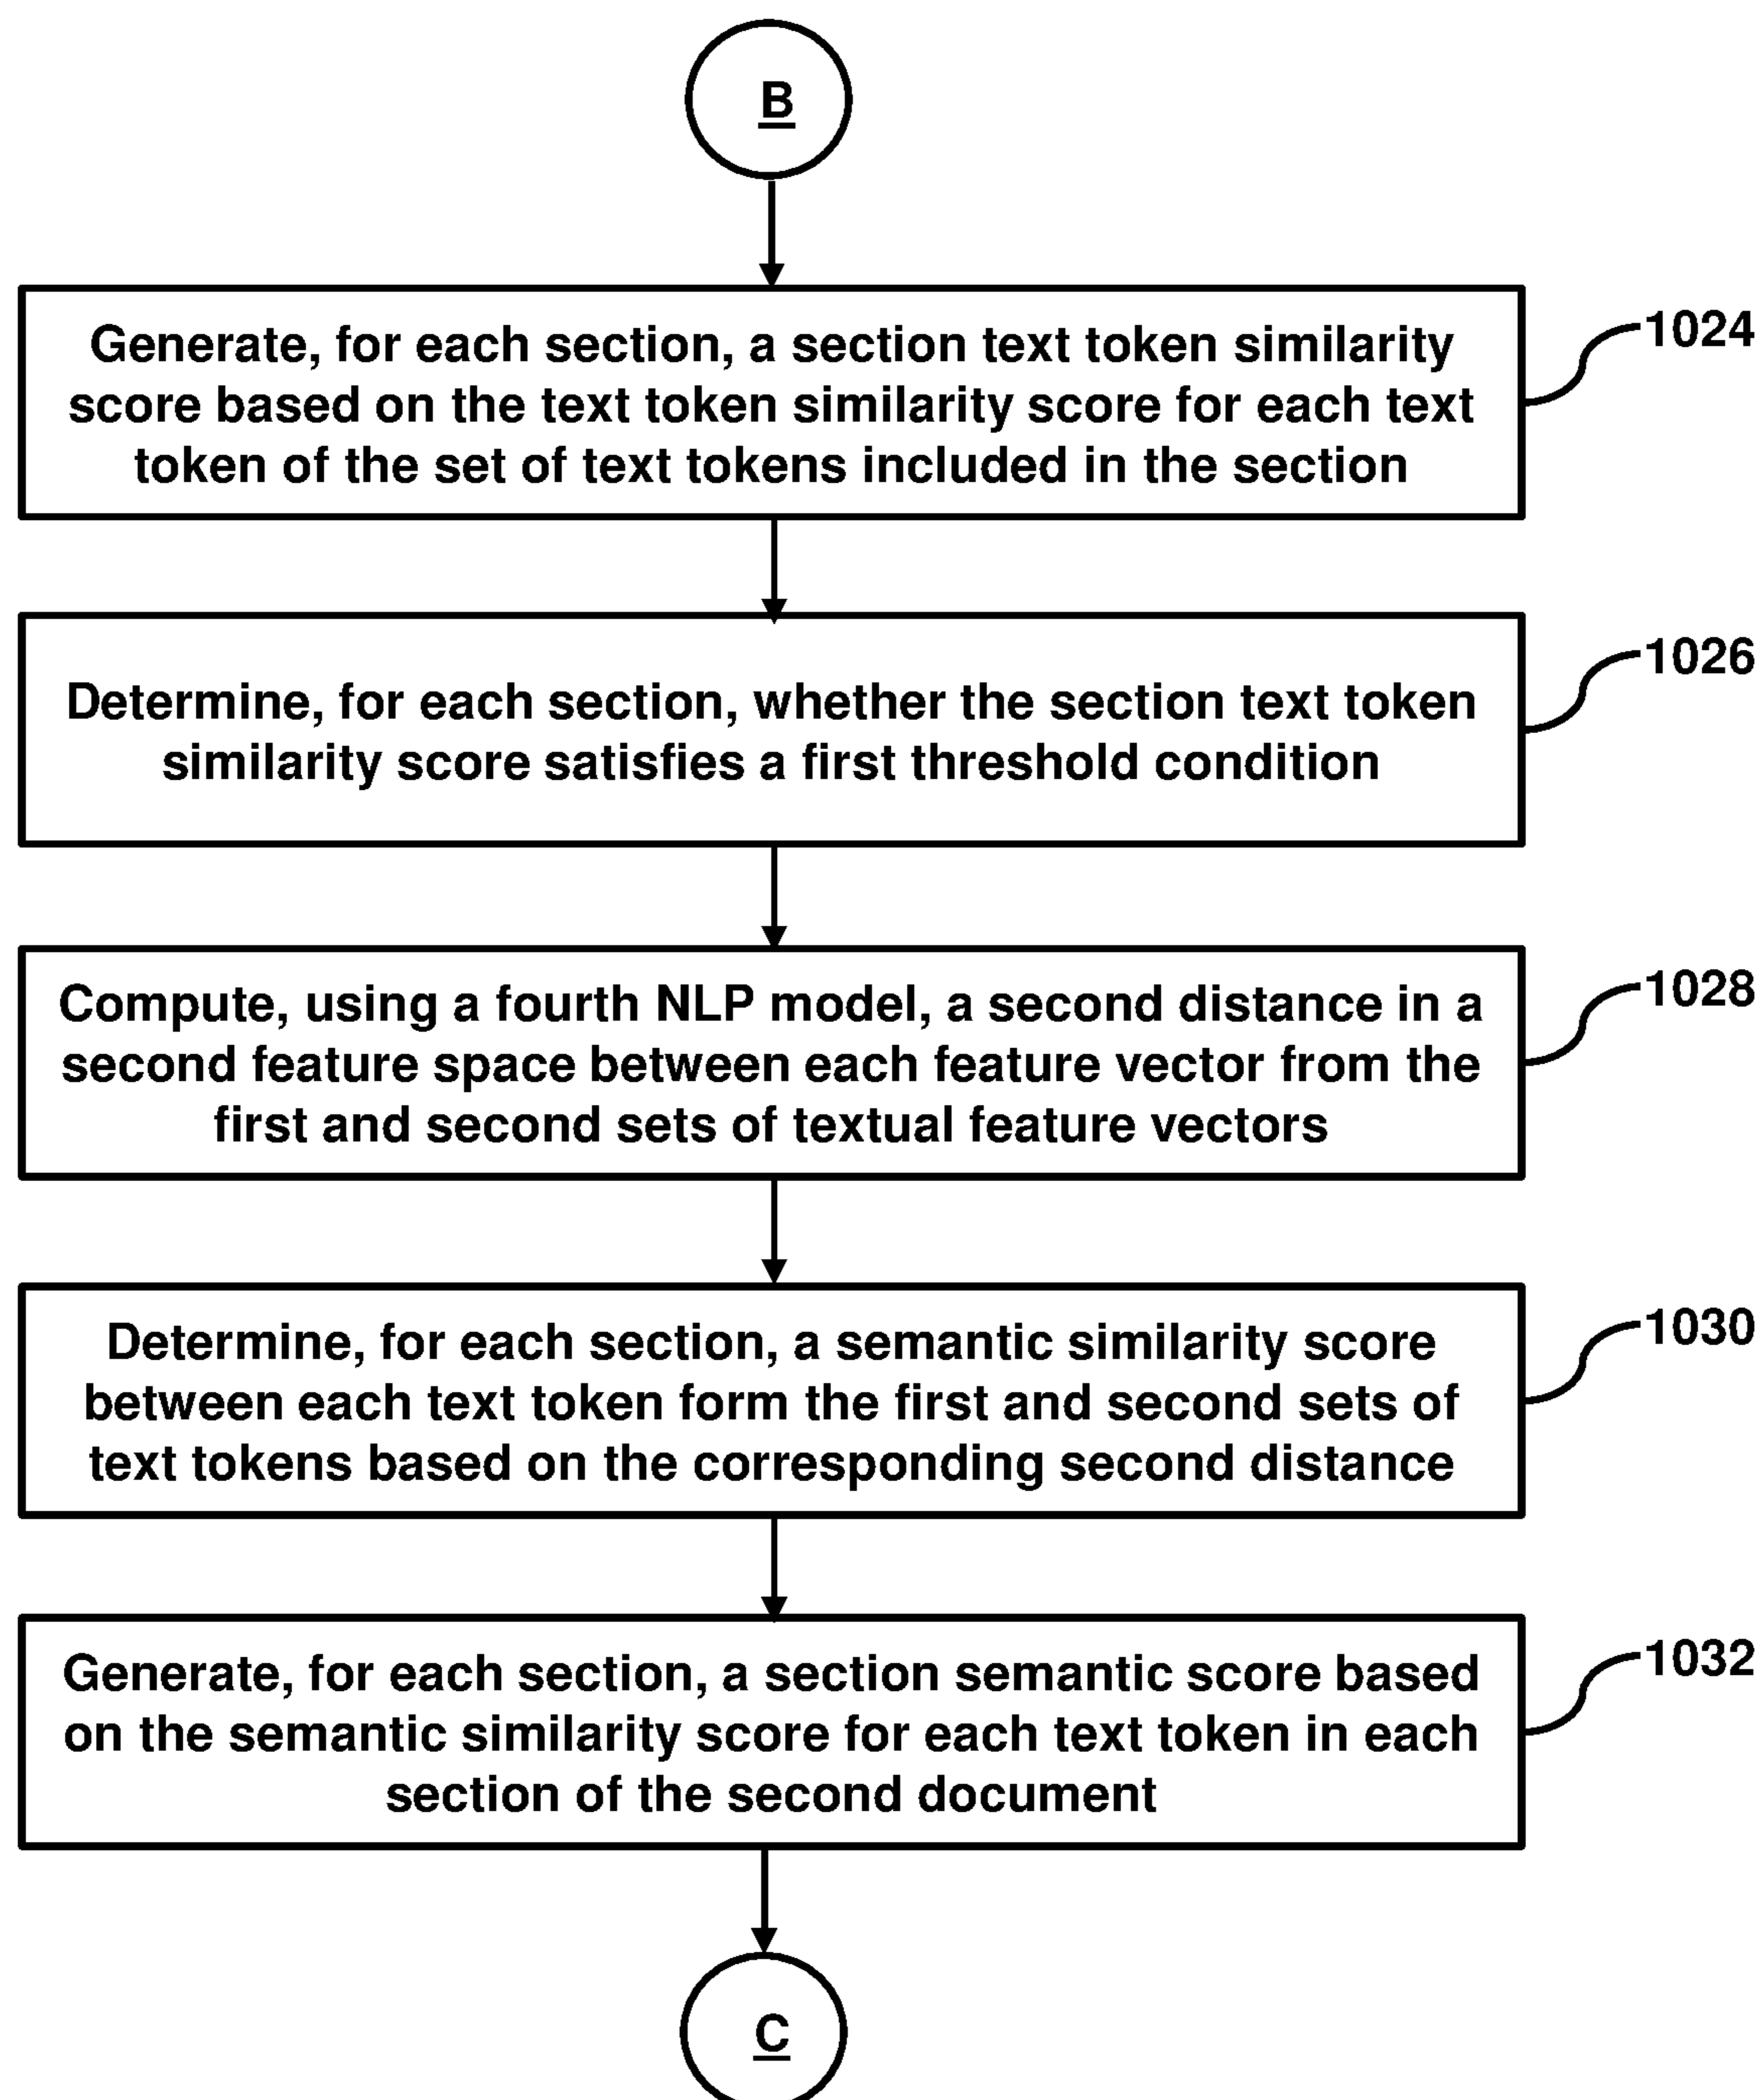 B
Generate, for each section, a section text token similarity
score based on the text token similarity score for each text
token of the set of text tokens included in the section
1024
Determine, for each section, whether the section text token
similarity score satisfies a first threshold condition
1026
Compute, using a fourth NLP model, a second distance in a
second feature space between each feature vector from the
first and second sets of textual feature vectors
1028
Determine, for each section, a semantic similarity score
between each text token form the first and second sets of
text tokens based on the corresponding second distance
1030
Generate, for each section, a section semantic score based
on the semantic similarity score for each text token in each
section of the second document
1032
C